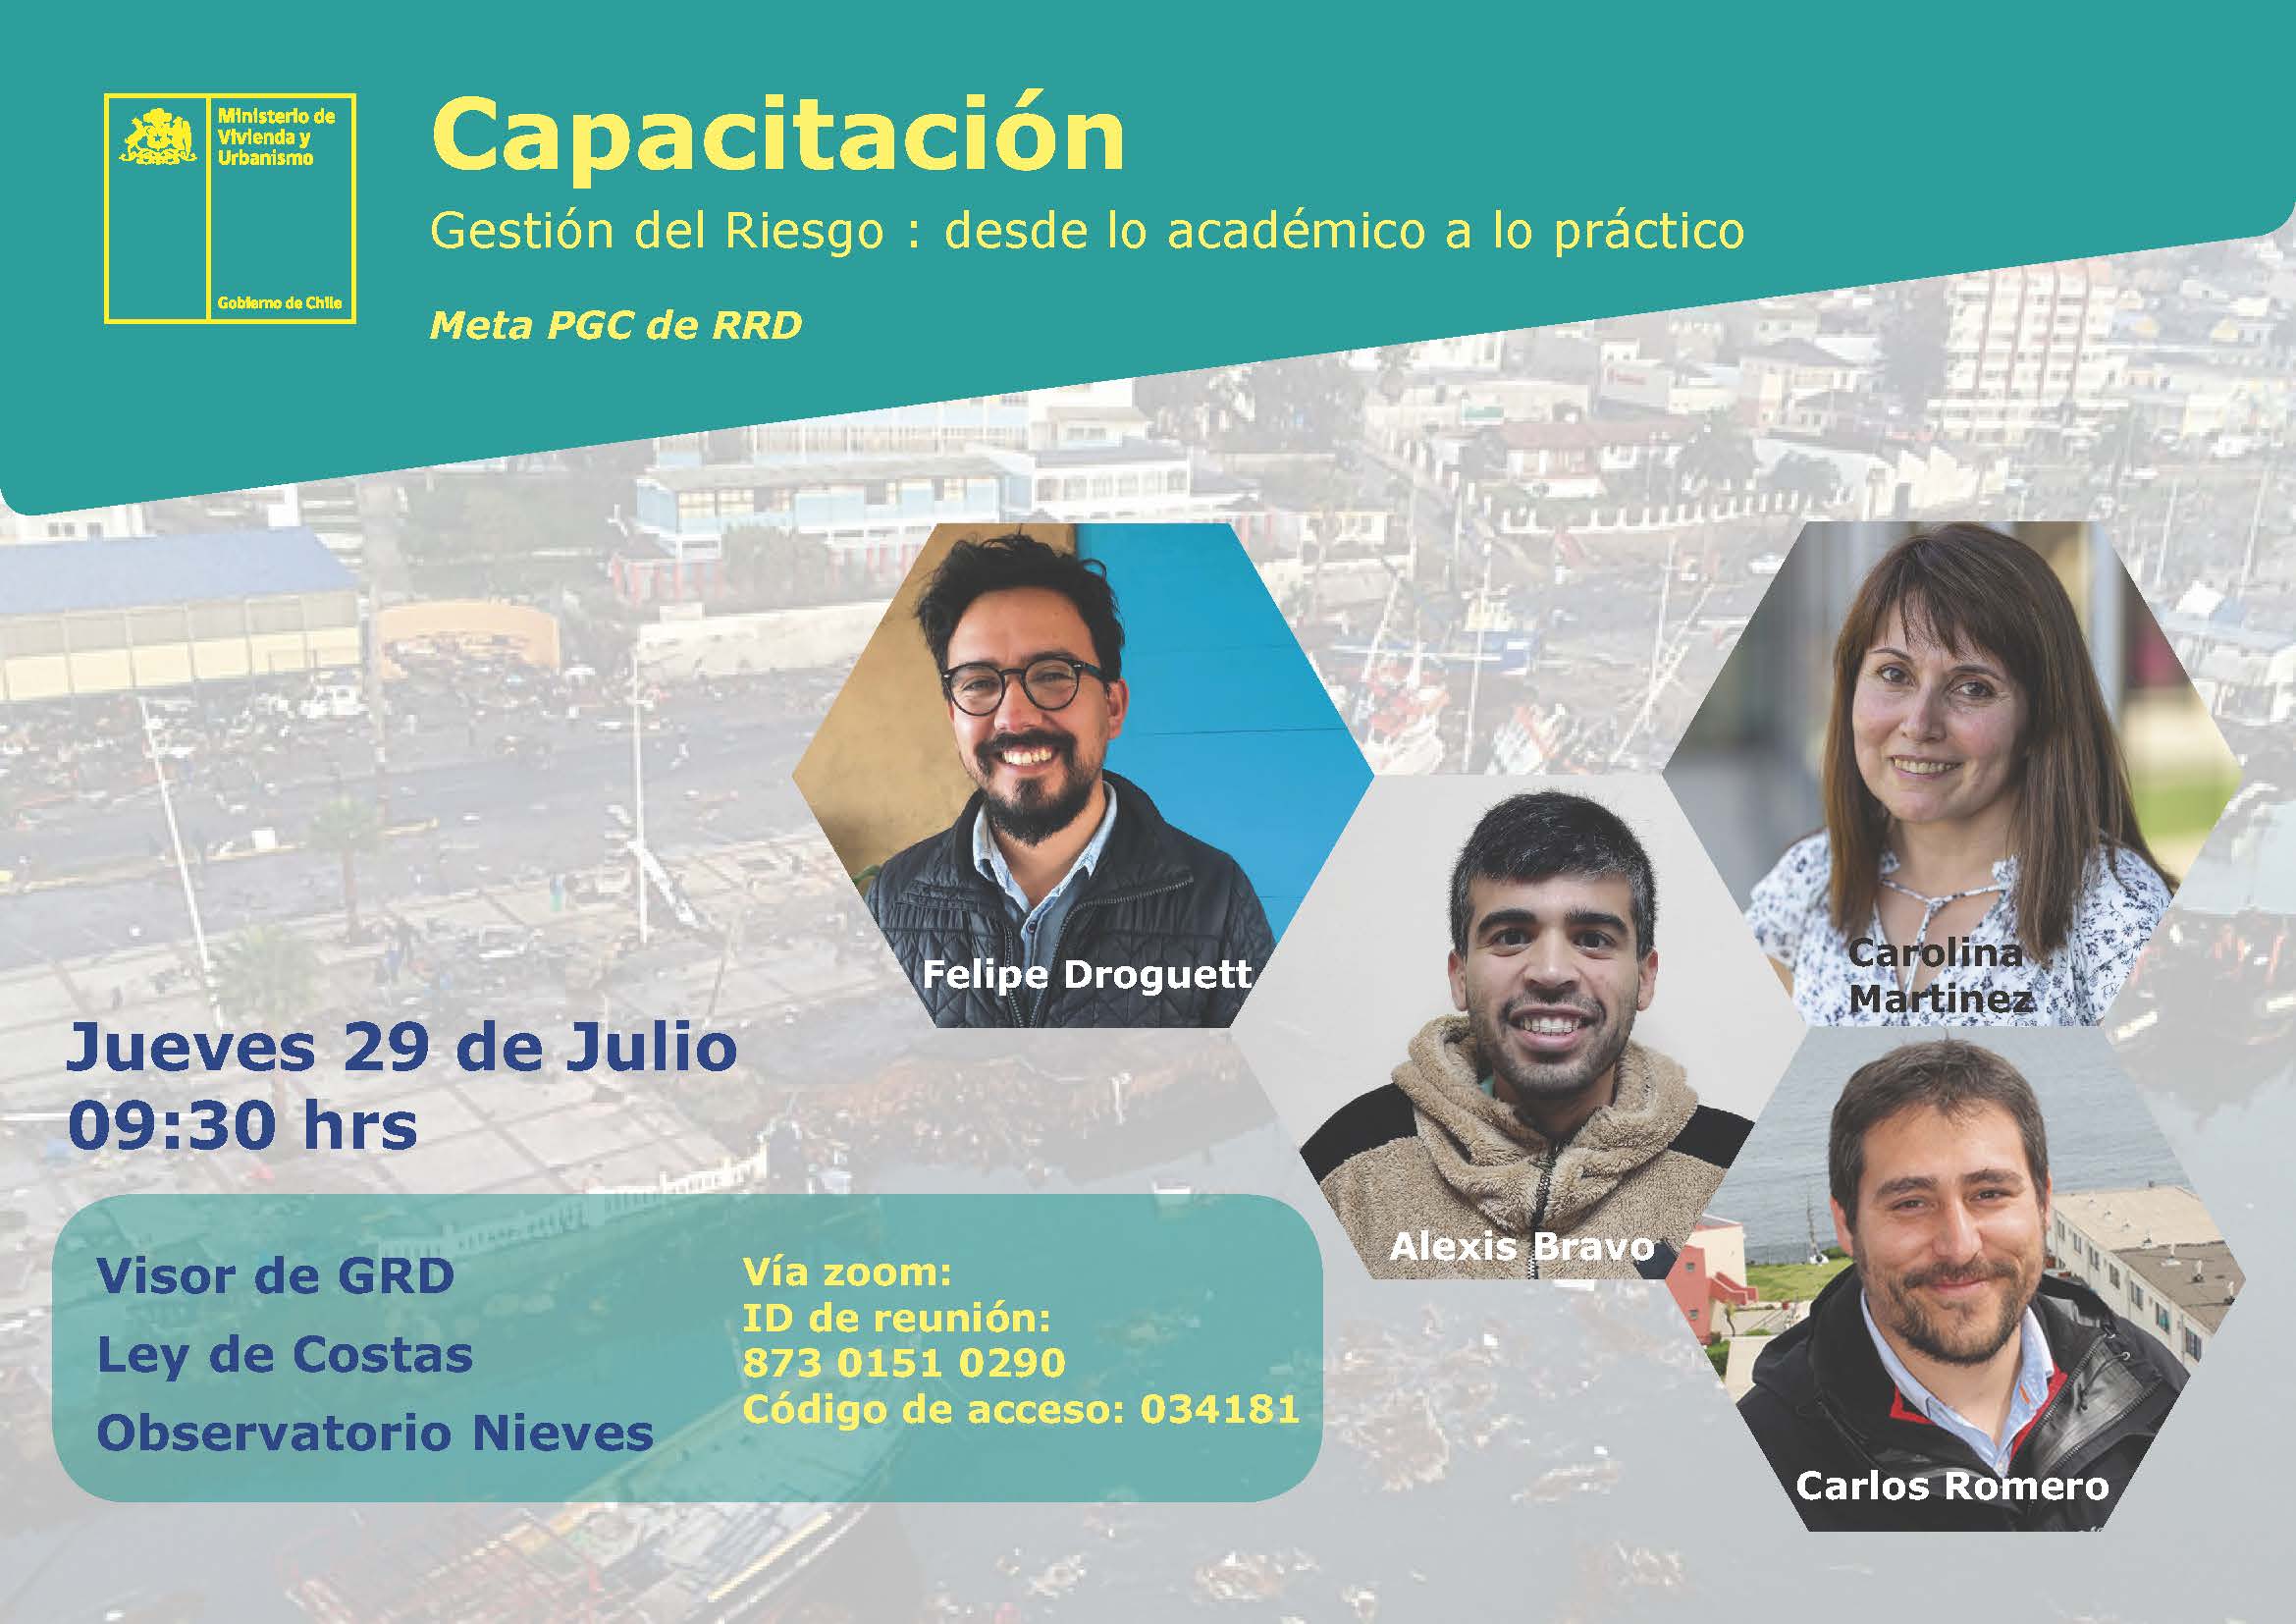 Ministerio de
Vivienda y
Urbanismo
Gobierno de Chile
Capacitación
Gestión del Riesgo : desde lo académico a lo práctico
Meta PGC de RRD
Felipe Droguett
Carolina
Martinez
Alexis Bravo
Carlos Romero
Jueves 29 de Julio
09:30 hrs
Visor de GRD
Ley de Costas
Observatorio Nieves
Vía zoom:
ID de reunión:
873 0151 0290
Código de acceso: 034181